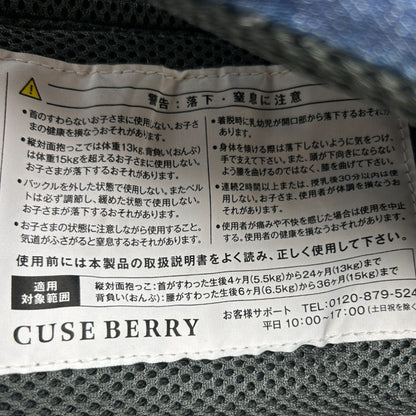 警告：落下・窒息に注意
•首のすわらないお子さまに使用しない。お子さまの健康を損なうおそれがあります。
•縦対面抱っこでは体重13kg、背負い(おんぶ)は体重15kgを超えるお子さまに使用しない。お子さまが落下するおそれがあります。
•バックルを外した状態で使用しない。またベルトは必ず調節し、緩めた状態で使用しない。お子さまが落下するおそれがあります。
•お子さまの状態に注意しながら使用すること。気道がふさがると窒息するおそれがあります。
•着脱時に乳幼児が開口部から落下するおそれがあります。
•身体を傾ける際は落下しないように気をつけ、手で支えて下さい。また、頭が下向きにならないよう腰を曲げるのではなく、膝を曲げて下さい。
•連続2時間以上または、授乳後30分以内は使用しない。お子さま、使用者が体調を損なうおそれがあります。
•使用者が痛みや不快を感じた場合は使用を中止する。使用者の健康を損なうおそれがあります。
使用前には本製品の取扱説明書をよく読み、正しく使用して下さい。
適用
対象範囲
縦対面抱っこ：首がすわった生後4ヶ月(5.5kg)から24ヶ月(13kg)まで
背負い(おんぶ)：腰がすわった生後6ヶ月(6.5kg)から36ヶ月(15kg)まで
CUSE BERRY
お客様サポート TEL:0120-879-524
平日 10:00〜17:00 (土日祝を除く